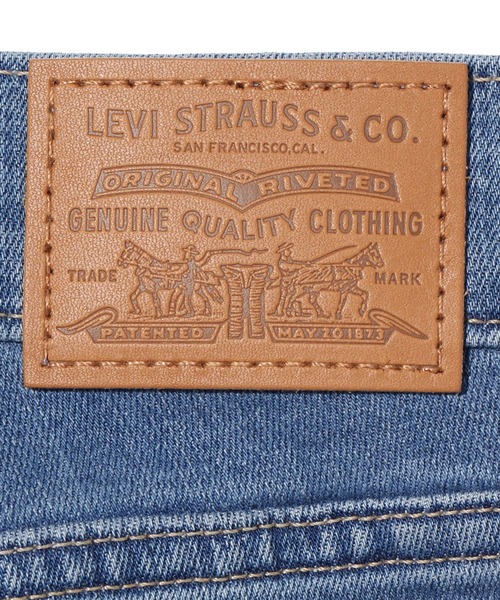 LEVI STRAUSS & CO.
SAN FRANCISCO, CAL.
ORIGINAL RIVETED
GENUINE QUALITY CLOTHING
TRADE MARK
PATENTED MAY 20 1873